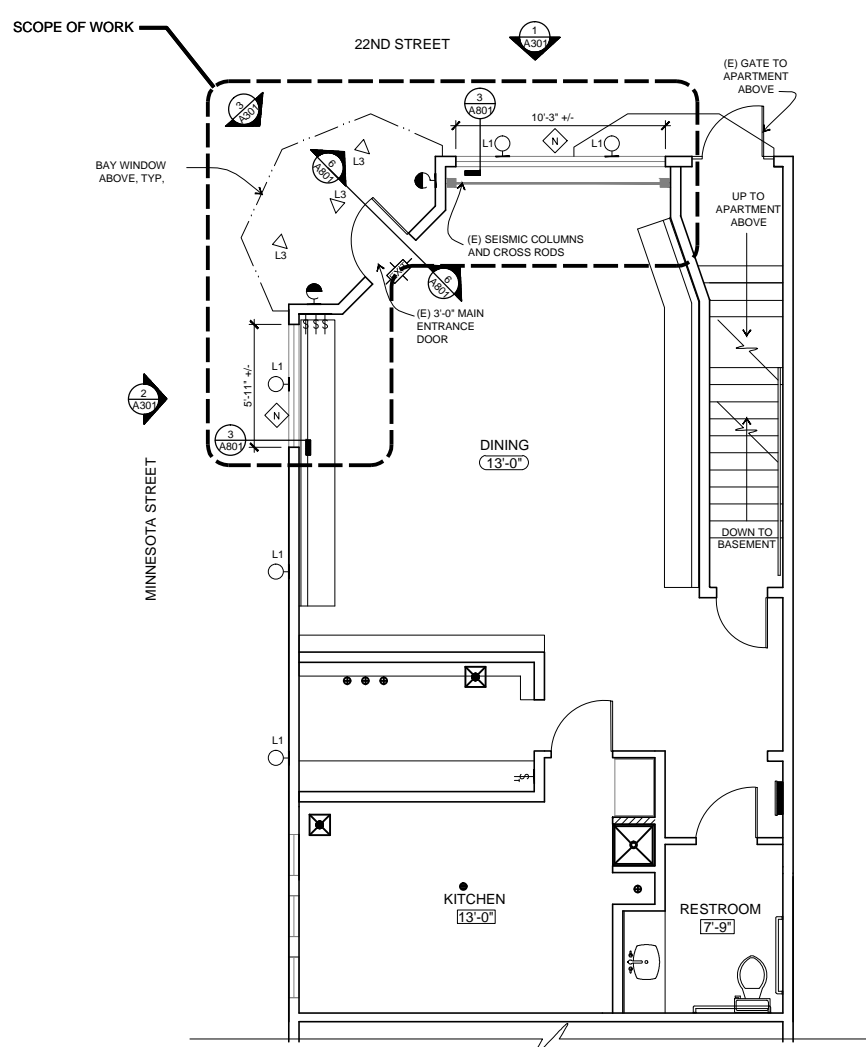 SCOPE OF WORK
22ND STREET
1
A301
(E) GATE TO
APARTMENT
ABOVE
3
A301
3
A801
10'-3" +/-
L1
N
L1
BAY WINDOW
ABOVE, TYP,
L3
6
A801
L3
L3
UP TO
APARTMENT
ABOVE
(E) SEISMIC COLUMNS
AND CROSS RODS
6
A801
(E) 3'-0" MAIN
ENTRANCE
DOOR
S S S
X
5'-11" +/-
L1
N
2
A301
3
A801
DINING
13'-0"
MINNESOTA STREET
DOWN TO
BASEMENT
L1
L1
S
KITCHEN
13'-0"
RESTROOM
7'-9"